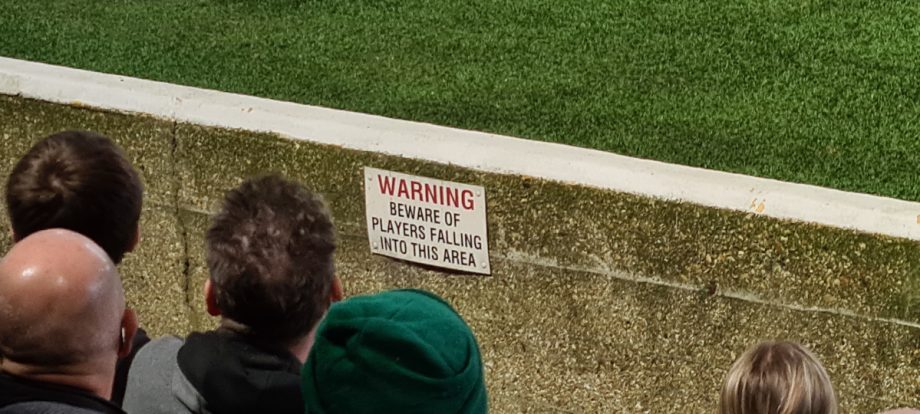 WARNING
BEWARE OF
PLAYERS FALLING
INTO THIS AREA